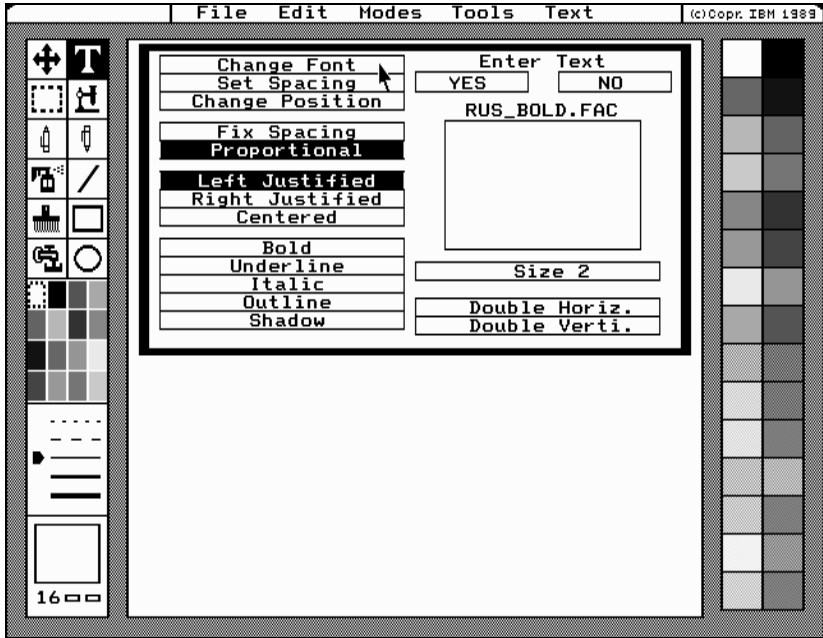 File Edit Modes Tools Text (c)Copr. IBM 1989
Change Font
Set Spacing
Change Position
Fix Spacing
Proportional
Left Justified
Right Justified
Centered
Bold
Underline
Italic
Outline
Shadow
Enter Text
YES NO
RUS_BOLD.FAC
Size 2
Double Horiz.
Double Verti.
16